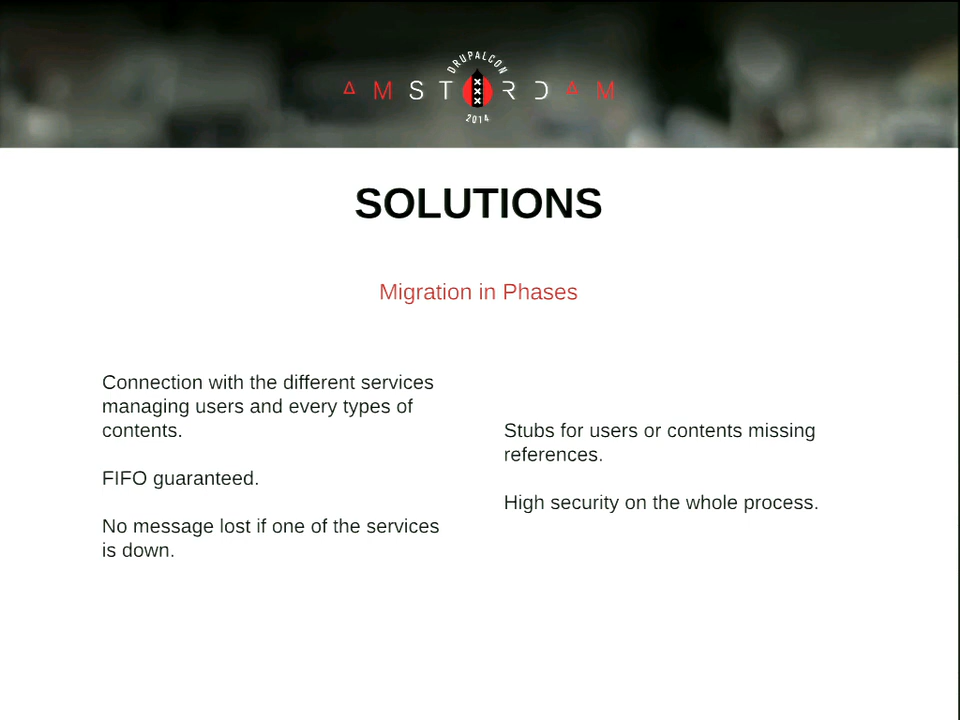 DRUPALCON
AMSTERDAM
2014
SOLUTIONS
Migration in Phases
Connection with the different services
managing users and every types of
contents.
FIFO guaranteed.
No message lost if one of the services
is down.
Stubs for users or contents missing
references.
High security on the whole process.